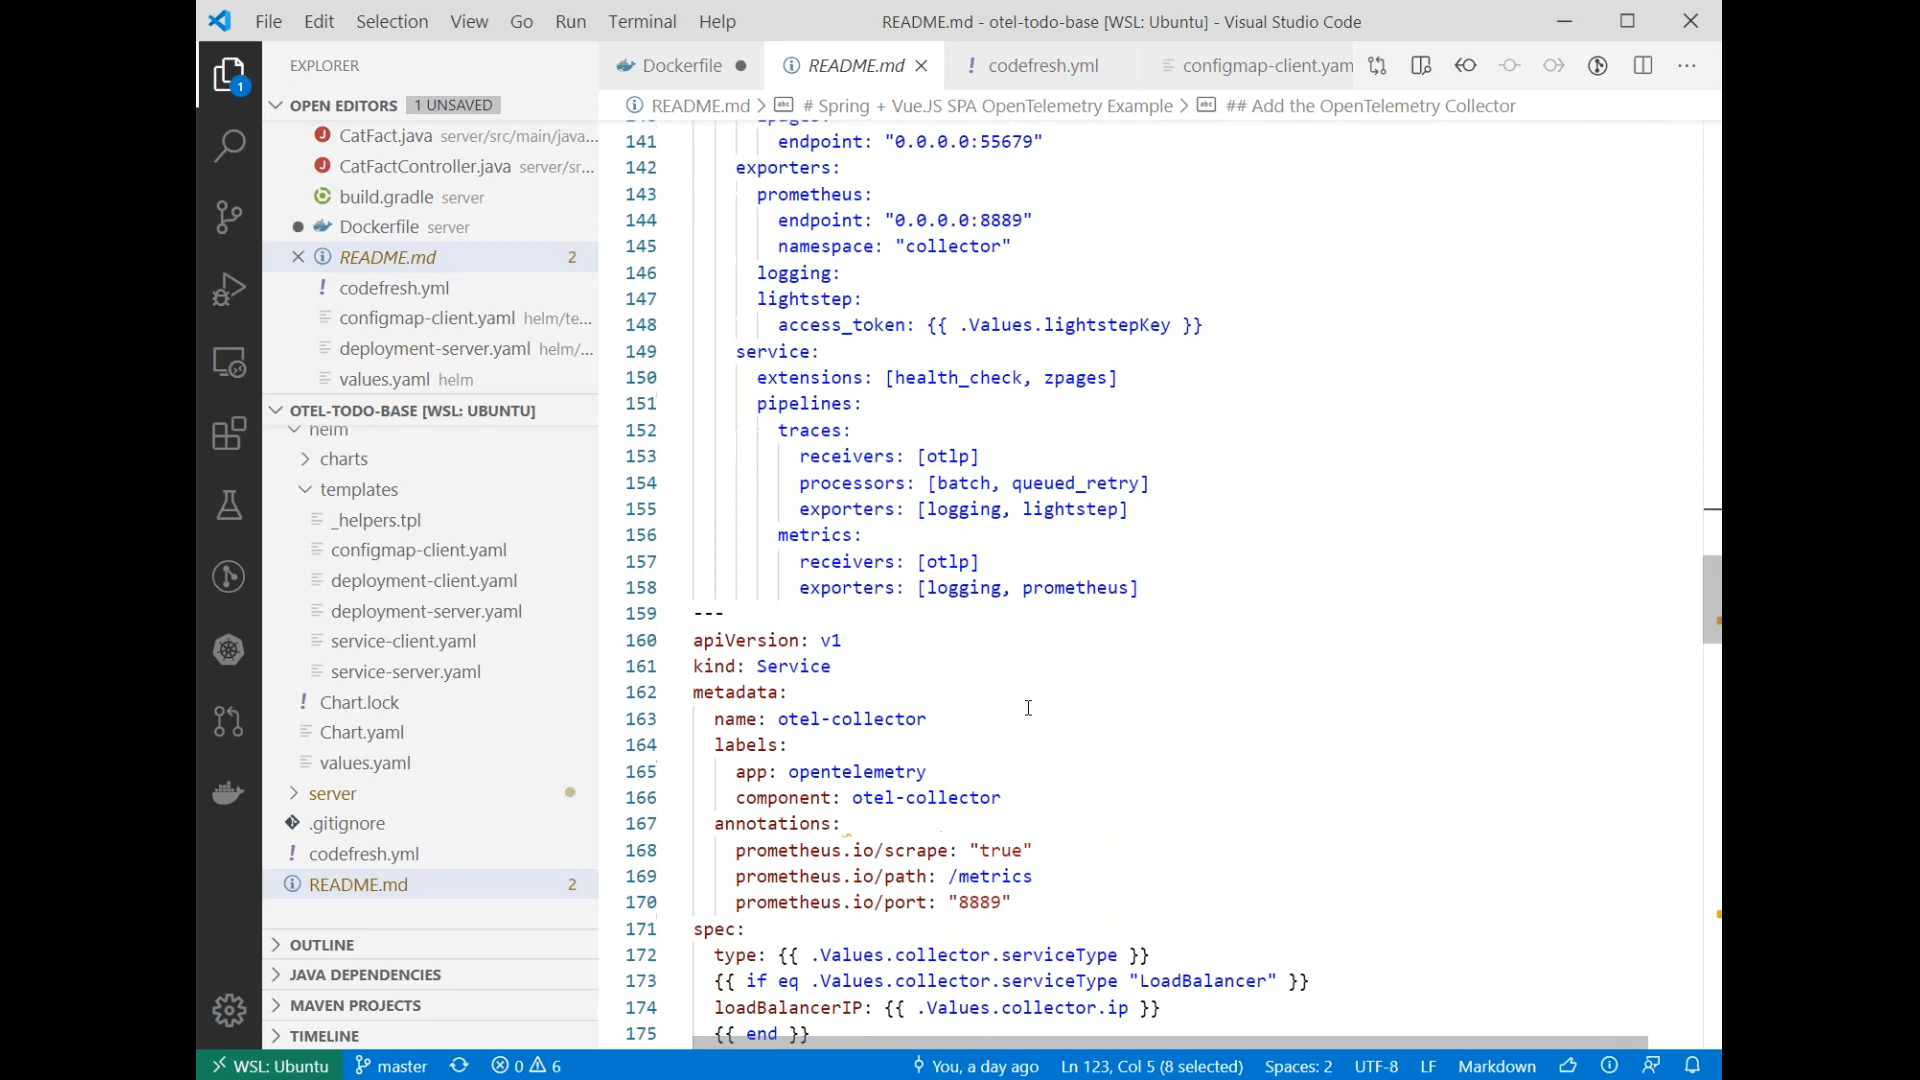 File Edit Selection View Go Run Terminal Help README.md - otel-todo-base [WSL: Ubuntu] - Visual Studio Code
EXPLORER
Dockerfile README.md codefresh.yml configmap-client.yam
OPEN EDITORS 1 UNSAVED
README.md > # Spring + VueJS SPA OpenTelemetry Example > ## Add the OpenTelemetry Collector
CatFact.java server/src/main/java...
CatFactController.java server/sr...
build.gradle server
Dockerfile server
README.md 2
codefresh.yml
configmap-client.yaml helm/te...
deployment-server.yaml helm/...
values.yaml helm
OTEL-TODO-BASE [WSL: UBUNTU]
helm
charts
templates
_helpers.tpl
configmap-client.yaml
deployment-client.yaml
deployment-server.yaml
service-client.yaml
service-server.yaml
Chart.lock
Chart.yaml
values.yaml
server
.gitignore
codefresh.yml
README.md 2
OUTLINE
JAVA DEPENDENCIES
MAVEN PROJECTS
TIMELINE
1
140 zpages:
141 endpoint: "0.0.0.0:55679"
142 exporters:
143 prometheus:
144 endpoint: "0.0.0.0:8889"
145 namespace: "collector"
146 logging:
147 lightstep:
148 access_token: {{ .Values.lightstepKey }}
149 service:
150 extensions: [health_check, zpages]
151 pipelines:
152 traces:
153 receivers: [otlp]
154 processors: [batch, queued_retry]
155 exporters: [logging, lightstep]
156 metrics:
157 receivers: [otlp]
158 exporters: [logging, prometheus]
159 ---
160 apiVersion: v1
161 kind: Service
162 metadata:
163 name: otel-collector
164 labels:
165 app: opentelemetry
166 component: otel-collector
167 annotations:
168 prometheus.io/scrape: "true"
169 prometheus.io/path: /metrics
170 prometheus.io/port: "8889"
171 spec:
172 type: {{ .Values.collector.serviceType }}
173 {{ if eq .Values.collector.serviceType "LoadBalancer" }}
174 loadBalancerIP: {{ .Values.collector.ip }}
175 {{ end }}
WSL: Ubuntu master 0 6 You, a day ago Ln 123, Col 5 (8 selected) Spaces: 2 UTF-8 LF Markdown